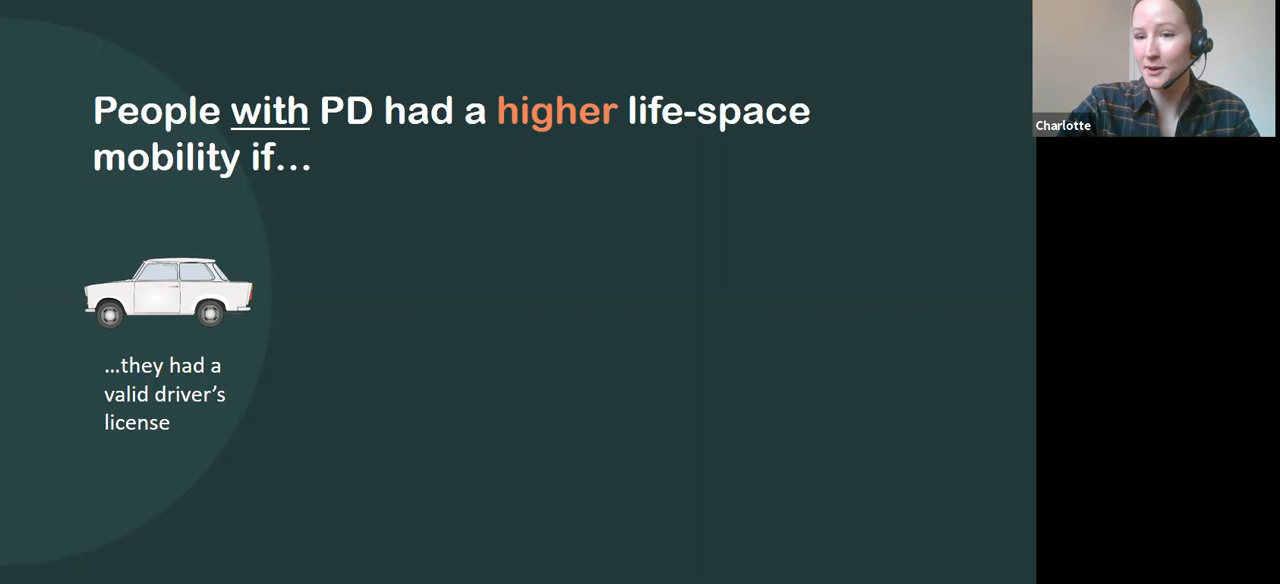 People with PD had a higher life-space
mobility if...
...they had a
valid driver's
license
Charlotte